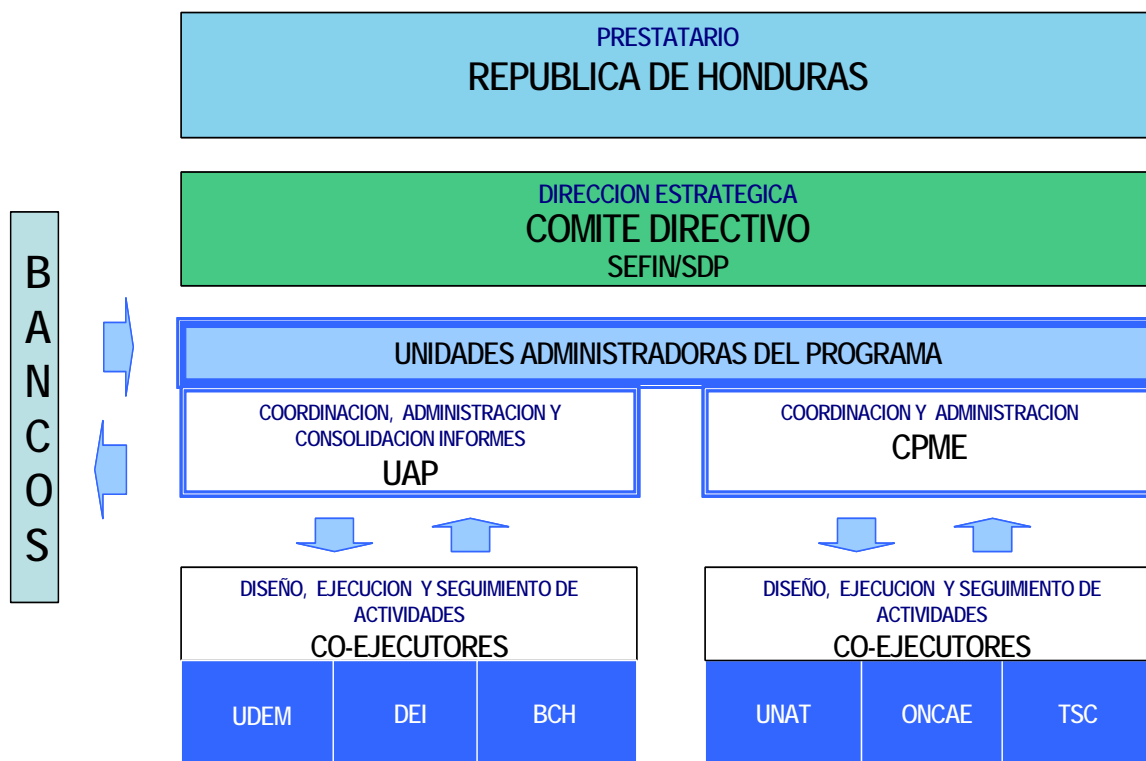 PRESTATARIO
REPUBLICA DE HONDURAS
DIRECCION ESTRATEGICA
COMITE DIRECTIVO
SEFIN/SDP
BANCOS
UNIDADES ADMINISTRADORAS DEL PROGRAMA
COORDINACION, ADMINISTRACION Y
CONSOLIDACION INFORMES
UAP
COORDINACION Y ADMINISTRACION
CPME
DISEÑO, EJECUCION Y SEGUIMIENTO DE
ACTIVIDADES
CO-EJECUTORES
UDEM
DEI
BCH
DISEÑO, EJECUCION Y SEGUIMIENTO DE
ACTIVIDADES
CO-EJECUTORES
UNAT
ONCAE
TSC